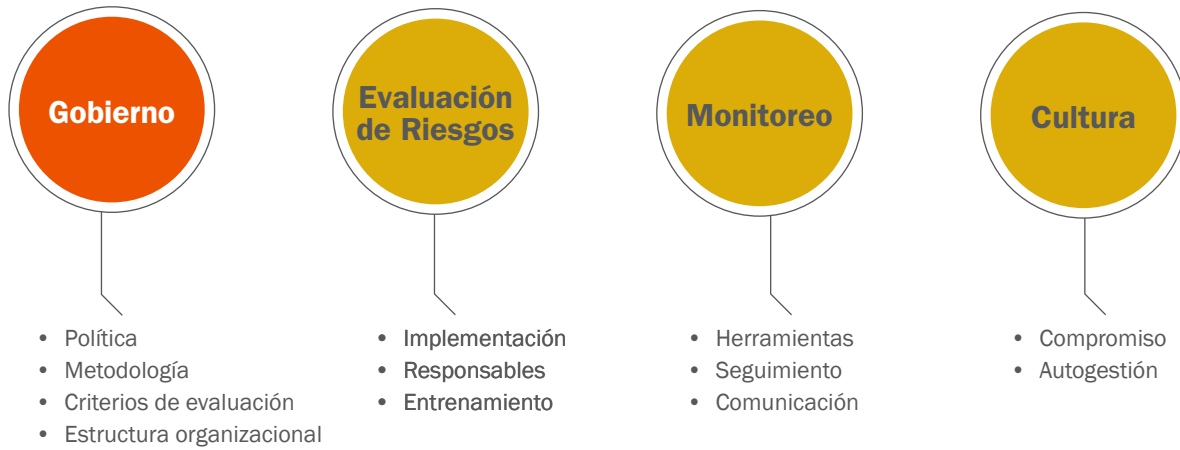 Gobierno
• Política
• Metodología
• Criterios de evaluación
• Estructura organizacional
Evaluación
de Riesgos
• Implementación
• Responsables
• Entrenamiento
Monitoreo
• Herramientas
• Seguimiento
• Comunicación
Cultura
• Compromiso
• Autogestión